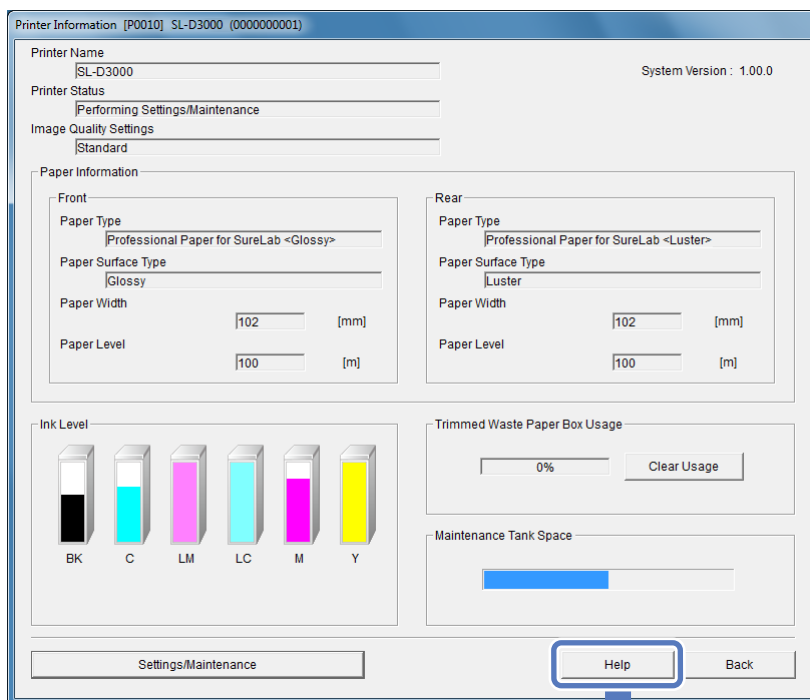 Printer Information [P0010] SL-D3000 (0000000001)
Printer Name
SL-D3000
System Version : 1.00.0
Printer Status
Performing Settings/Maintenance
Image Quality Settings
Standard
Paper Information
Front
Paper Type
Professional Paper for SureLab <Glossy>
Paper Surface Type
Glossy
Paper Width
102 [mm]
Paper Level
100 [m]
Rear
Paper Type
Professional Paper for SureLab <Luster>
Paper Surface Type
Luster
Paper Width
102 [mm]
Paper Level
100 [m]
Ink Level
BK C LM LC M Y
Trimmed Waste Paper Box Usage
0% Clear Usage
Maintenance Tank Space
Settings/Maintenance Help Back